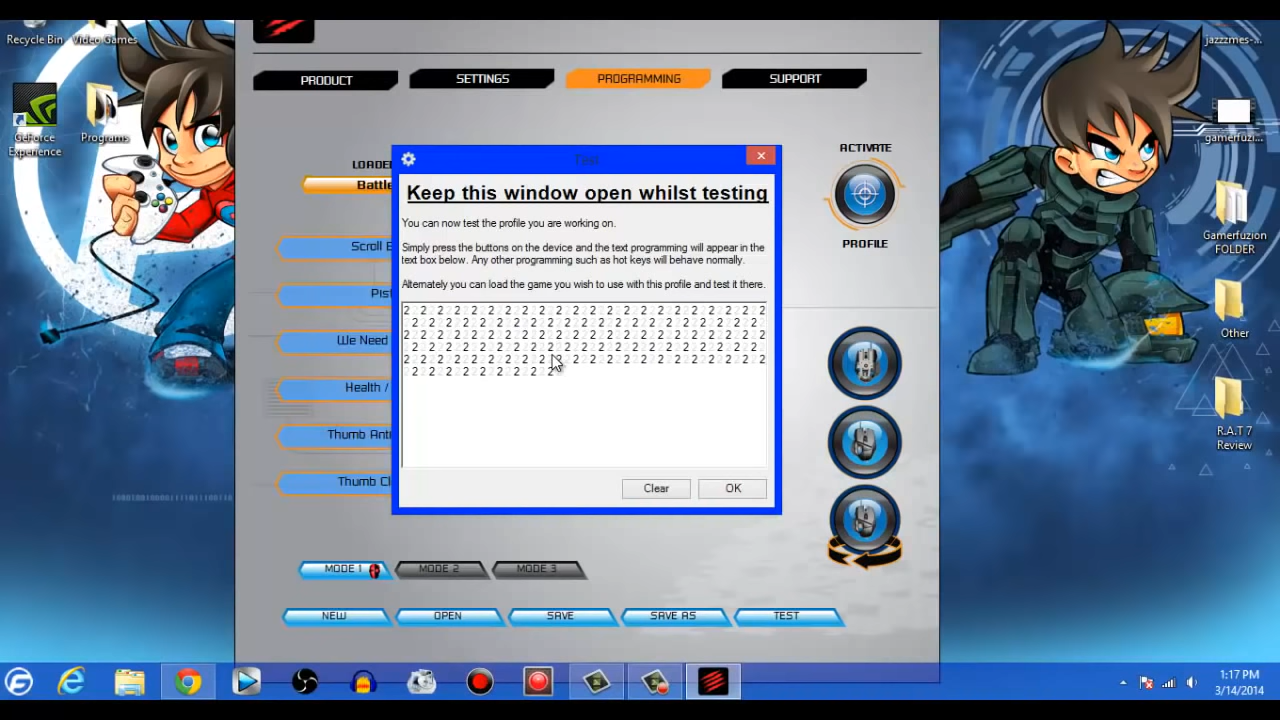 Recycle Bin
Video Games
jazzzmes-...
GeForce
Experience
Programs
gamerfuzi...
Gamerfuzion
FOLDER
Other
R.A.T 7
Review
PRODUCT
SETTINGS
PROGRAMMING
SUPPORT
LOADE
Battle
Scroll
Pist
We Need
Health /
Thumb Ant
Thumb Cl
ACTIVATE
PROFILE
Test
Keep this window open whilst testing
You can now test the profile you are working on.
Simply press the buttons on the device and the text programming will appear in the
text box below. Any other programming such as hot keys will behave normally.
Alternately you can load the game you wish to use with this profile and test it there.
2 2 2 2 2 2 2 2 2 2 2 2 2 2 2 2 2 2 2 2 2 2
2 2 2 2 2 2 2 2 2 2 2 2 2 2 2 2 2 2 2 2 2
2 2 2 2 2 2 2 2 2 2 2 2 2 2 2 2 2 2 2 2 2 2
2 2 2 2 2 2 2 2 2 2 2 2 2 2 2 2 2 2 2 2 2
2 2 2 2 2 2 2 2 2 2 2 2 2 2 2 2 2 2 2 2 2
2 2 2 2 2 2 2 2 2
Clear
OK
MODE 1
MODE 2
MODE 3
NEW
OPEN
SAVE
SAVE AS
TEST
1:17 PM
3/14/2014